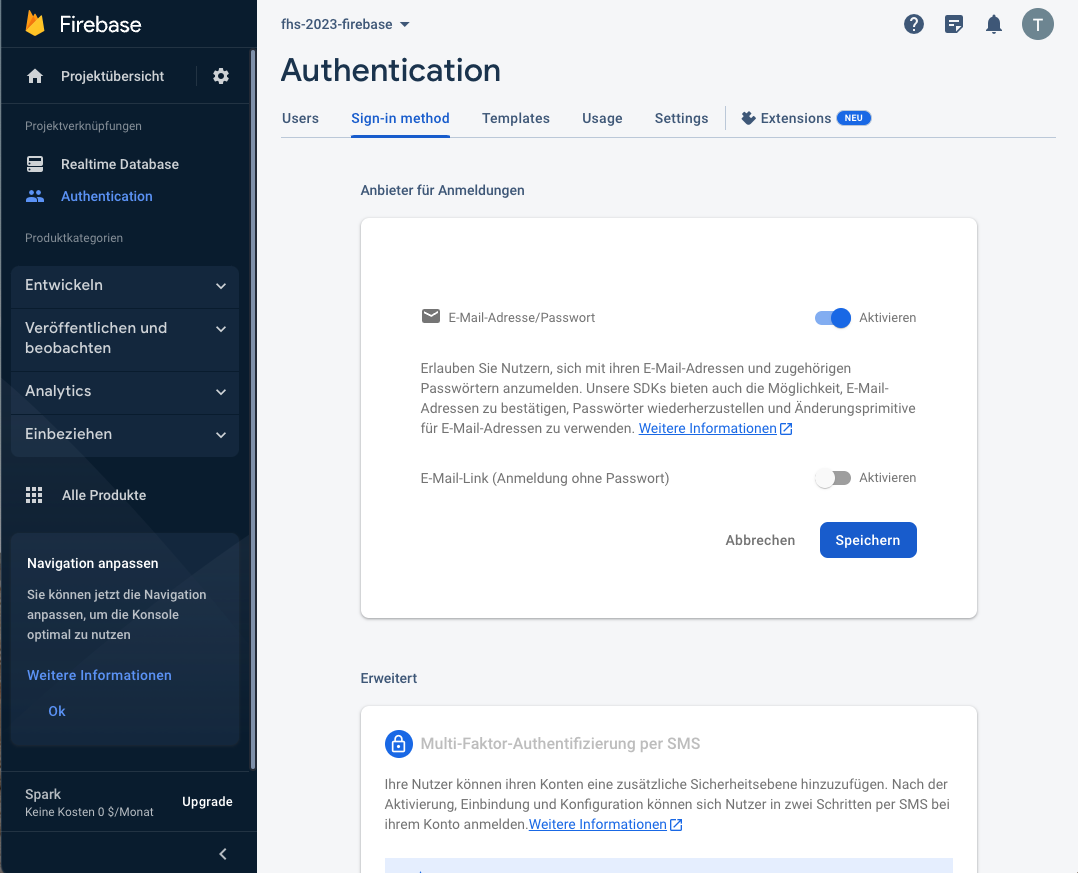 Firebase
fhs-2023-firebase
T
Projektübersicht
Authentication
Users
Sign-in method
Templates
Usage
Settings
Extensions
NEU
Projektverknüpfungen
Realtime Database
Authentication
Produktkategorien
Entwickeln
Veröffentlichen und
beobachten
Analytics
Einbeziehen
Alle Produkte
Navigation anpassen
Sie können jetzt die Navigation
anpassen, um die Konsole
optimal zu nutzen
Weitere Informationen
Ok
Spark
Keine Kosten 0 $/Monat
Upgrade
Anbieter für Anmeldungen
E-Mail-Adresse/Passwort
Aktivieren
Erlauben Sie Nutzern, sich mit ihren E-Mail-Adressen und zugehörigen
Passwörtern anzumelden. Unsere SDKs bieten auch die Möglichkeit, E-Mail-
Adressen zu bestätigen, Passwörter wiederherzustellen und Änderungsprimitive
für E-Mail-Adressen zu verwenden. Weitere Informationen
E-Mail-Link (Anmeldung ohne Passwort)
Aktivieren
Abbrechen
Speichern
Erweitert
Multi-Faktor-Authentifizierung per SMS
Ihre Nutzer können ihren Konten eine zusätzliche Sicherheitsebene hinzuzufügen. Nach der
Aktivierung, Einbindung und Konfiguration können sich Nutzer in zwei Schritten per SMS bei
ihrem Konto anmelden.Weitere Informationen